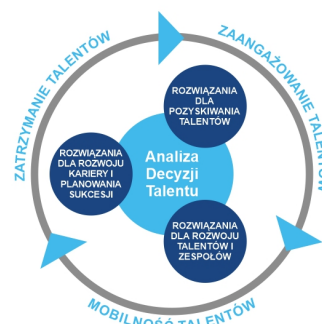 ZATRZYMANIE TALENTÓW
ZAANGAŻOWANIE TALENTÓW
ROZWIĄZANIA
DLA
POZYSKIWANIA
TALENTÓW
ROZWIĄZANIA
DLA ROZWOJU
KARIERY I
PLANOWANIA
SUKCESJI
Analiza
Decyzji
Talentu
ROZWIĄZANIA
DLA ROZWOJU
TALENTÓW I
ZESPOŁÓW
MOBILNOŚĆ TALENTÓW